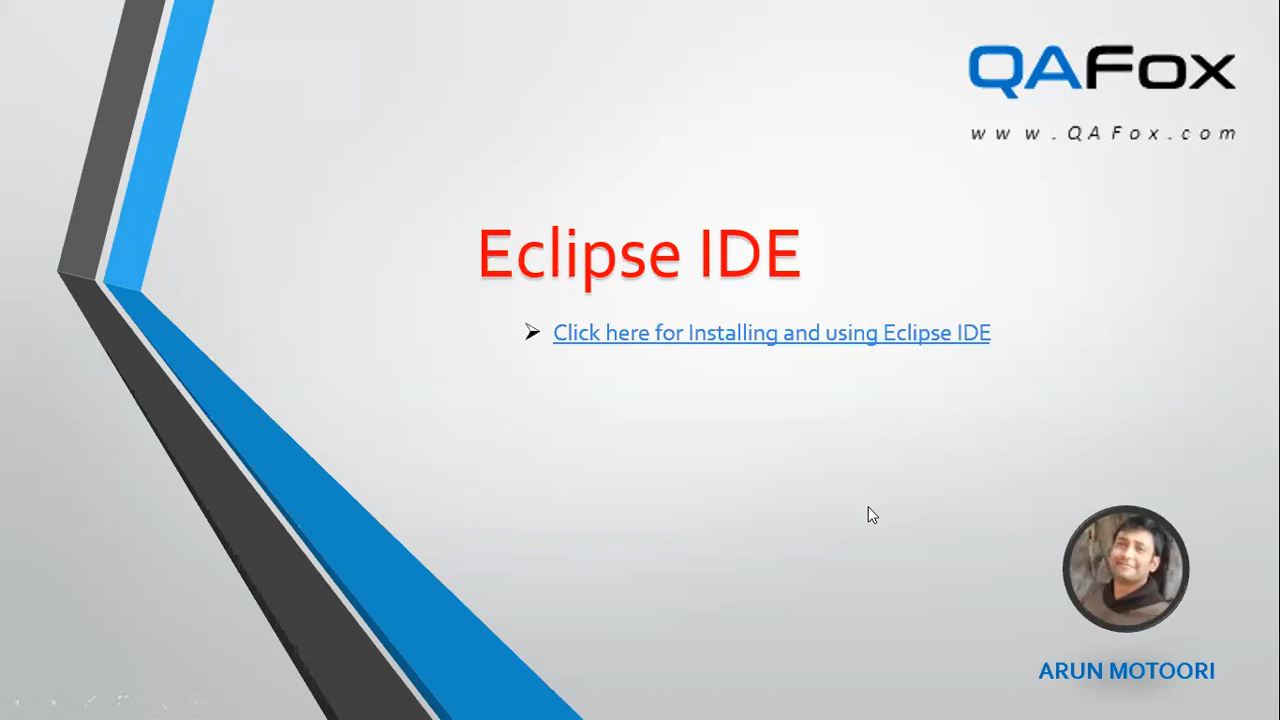 QAFox
www.QAFox.com
Eclipse IDE
Click here for Installing and using Eclipse IDE
ARUN MOTOORI